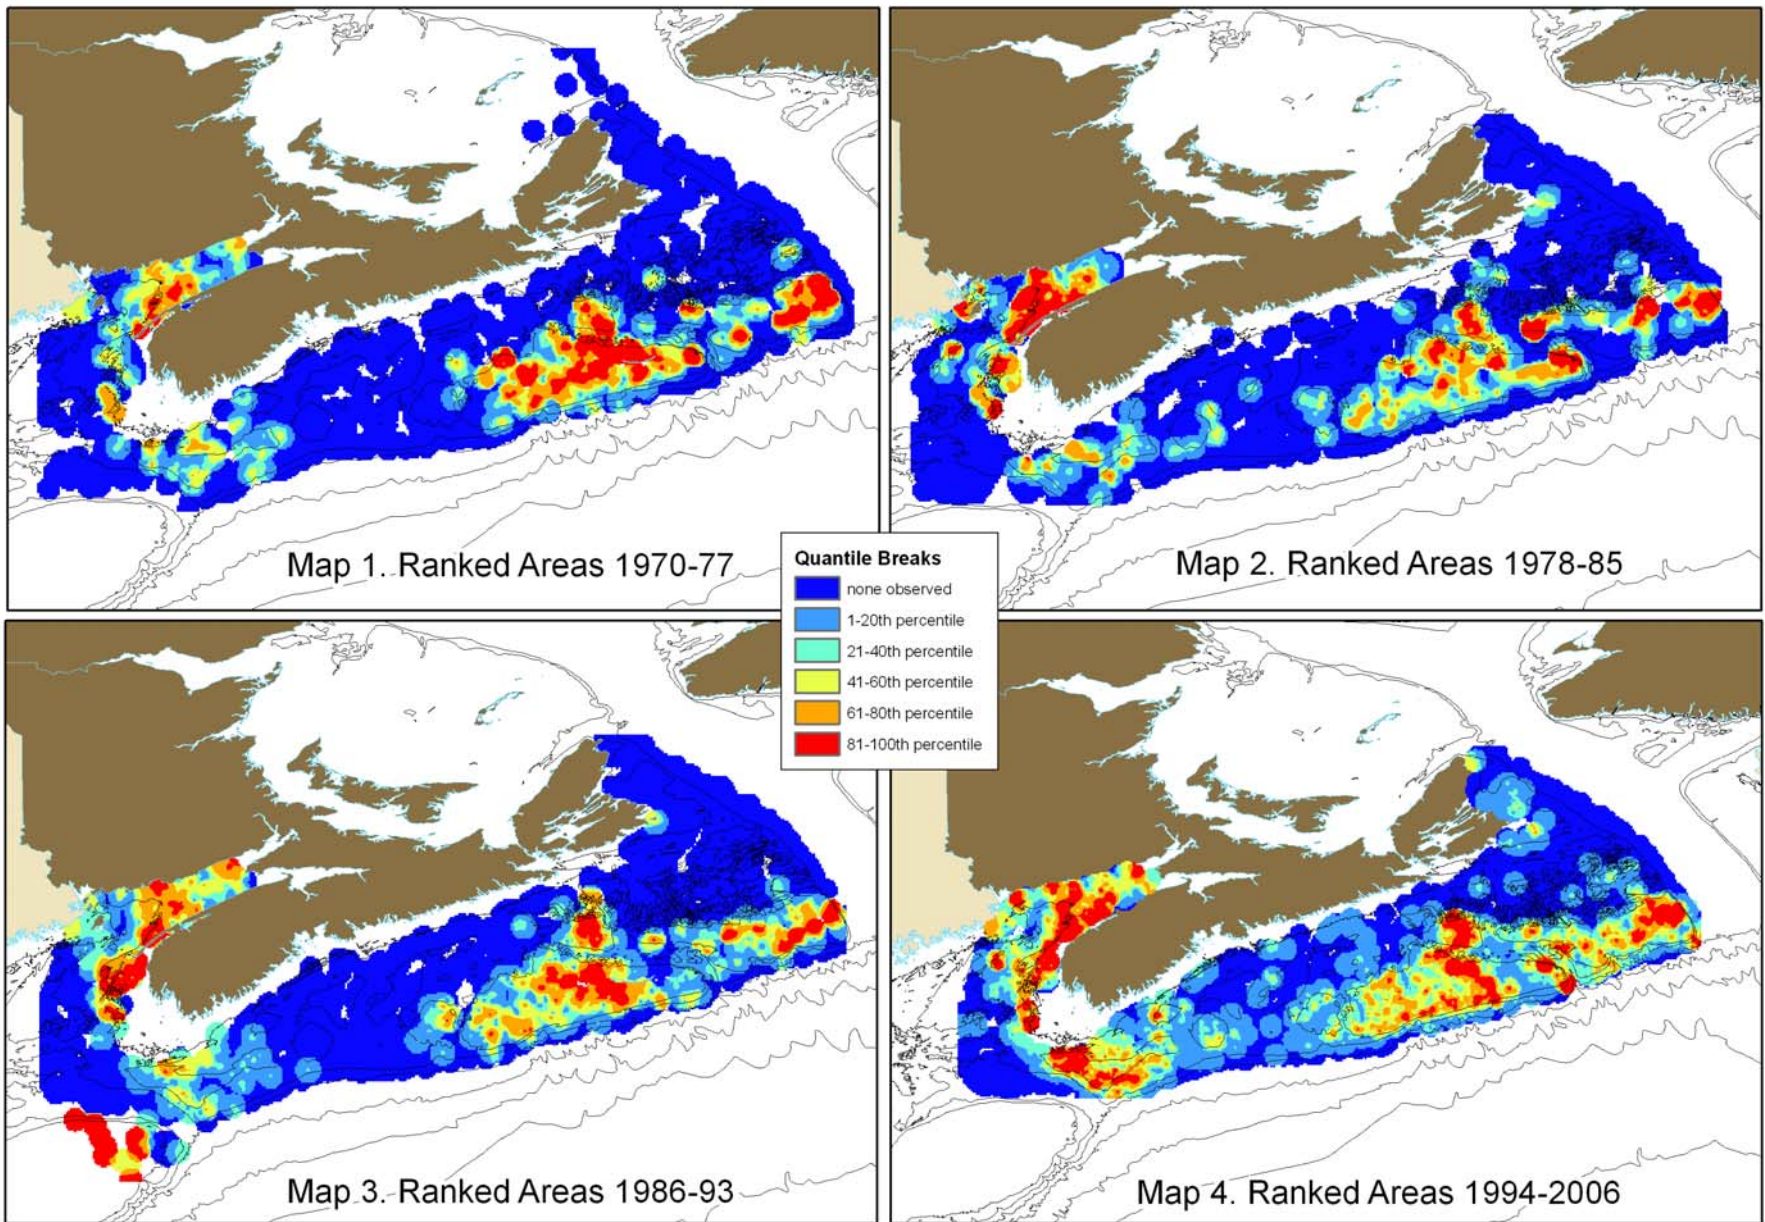 Map 1. Ranked Areas 1970-77
Map 2. Ranked Areas 1978-85
Quantile Breaks
none observed
1-20th percentile
21-40th percentile
41-60th percentile
61-80th percentile
81-100th percentile
Map 3. Ranked Areas 1986-93
Map 4. Ranked Areas 1994-2006